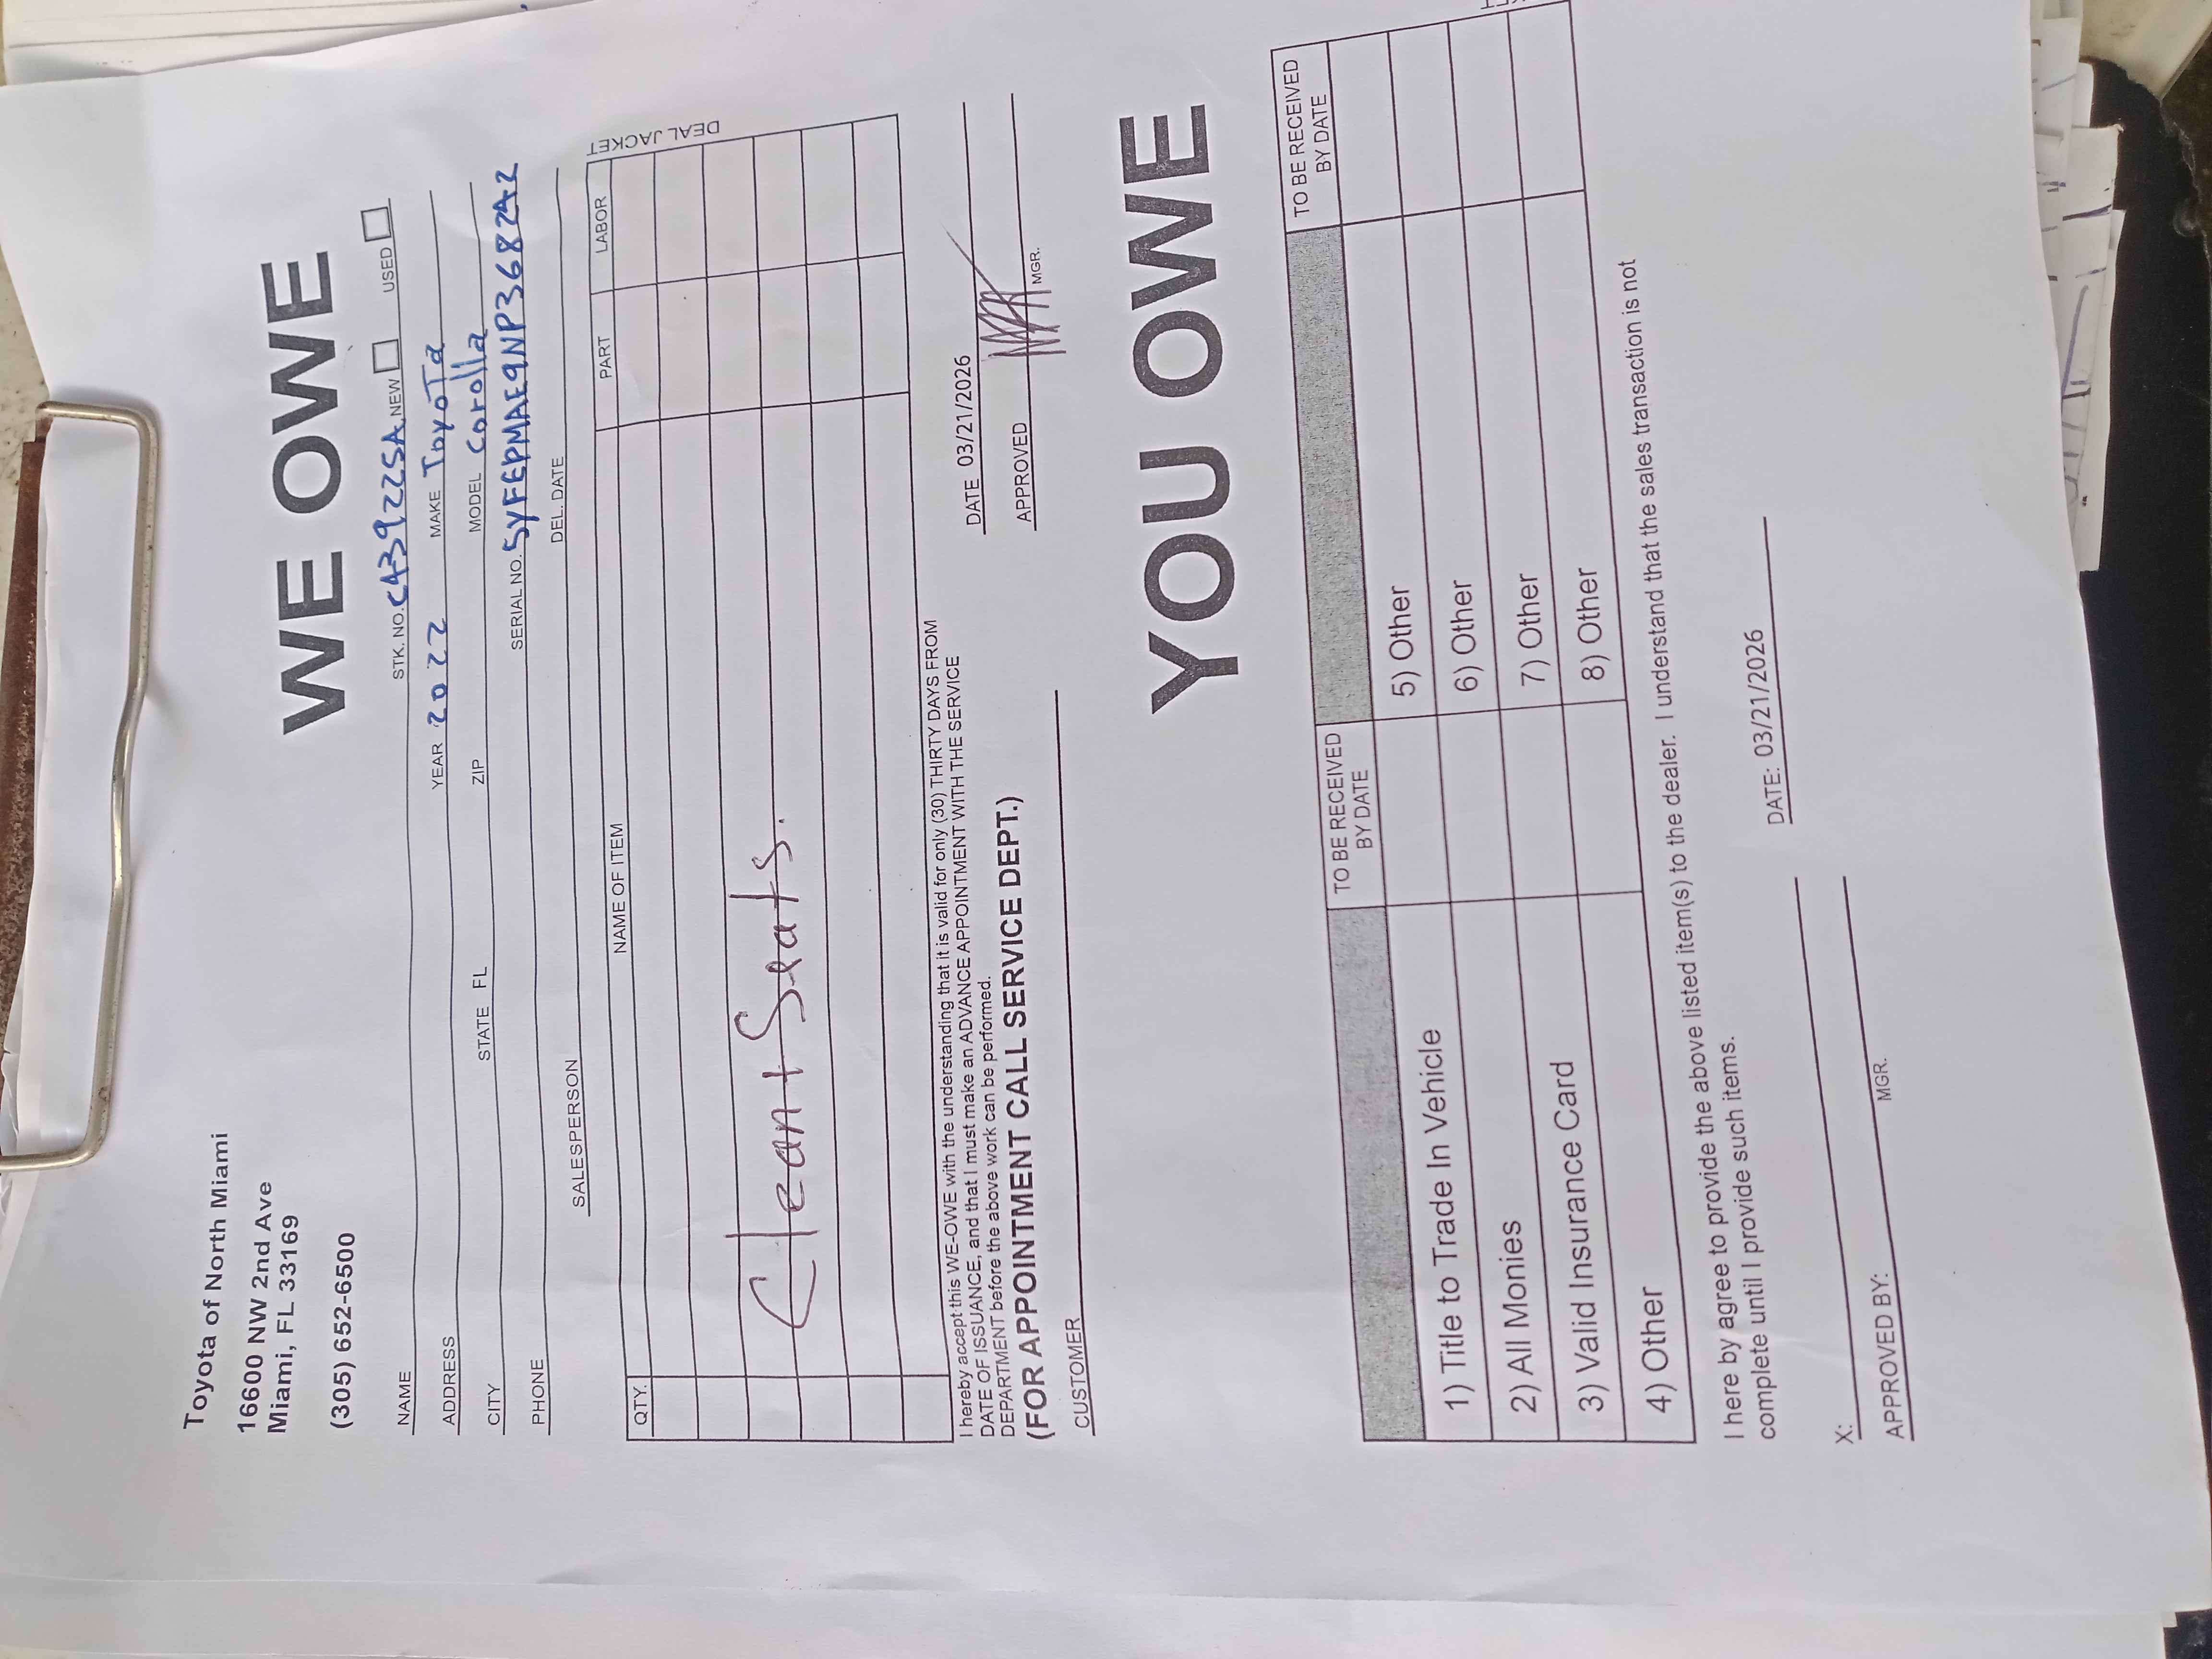 Toyota of North Miami
16600 NW 2nd Ave
Miami, FL 33169
(305) 652-6500
WE OWE
NAME STK. NO. C439225A NEW USED
ADDRESS YEAR 2022 MAKE ToyoTa
CITY STATE FL ZIP MODEL Corolla
PHONE SERIAL NO. 5YFEPMAE9NP368242
SALESPERSON DEL. DATE
QTY. NAME OF ITEM PART LABOR
DEAL JACKET
Clean Seats.
I hereby accept this WE-OWE with the understanding that it is valid for only (30) THIRTY DAYS FROM
DATE OF ISSUANCE, and that I must make an ADVANCE APPOINTMENT WITH THE SERVICE
DEPARTMENT before the above work can be performed.
(FOR APPOINTMENT CALL SERVICE DEPT.)
DATE 03/21/2026
CUSTOMER APPROVED MGR.
YOU OWE
TO BE RECEIVED BY DATE TO BE RECEIVED BY DATE
1) Title to Trade In Vehicle 5) Other
2) All Monies 6) Other
3) Valid Insurance Card 7) Other
4) Other 8) Other
I here by agree to provide the above listed item(s) to the dealer. I understand that the sales transaction is not
complete until I provide such items.
X: DATE: 03/21/2026
APPROVED BY: MGR.